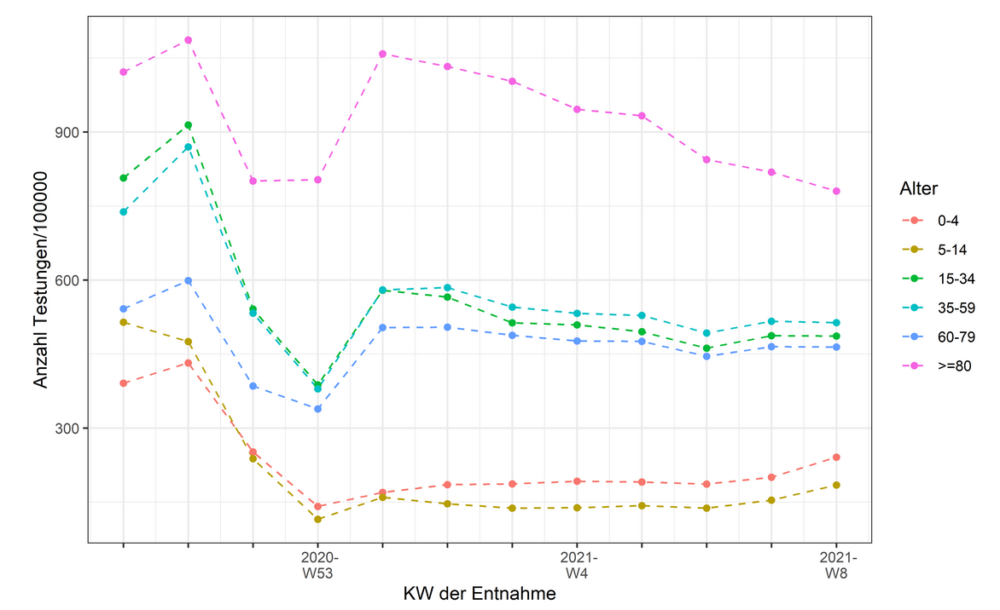 Anzahl Testungen/100000
900
600
300
2020-
W53
2021-
W4
2021-
W8
KW der Entnahme
Alter
0-4
5-14
15-34
35-59
60-79
>=80